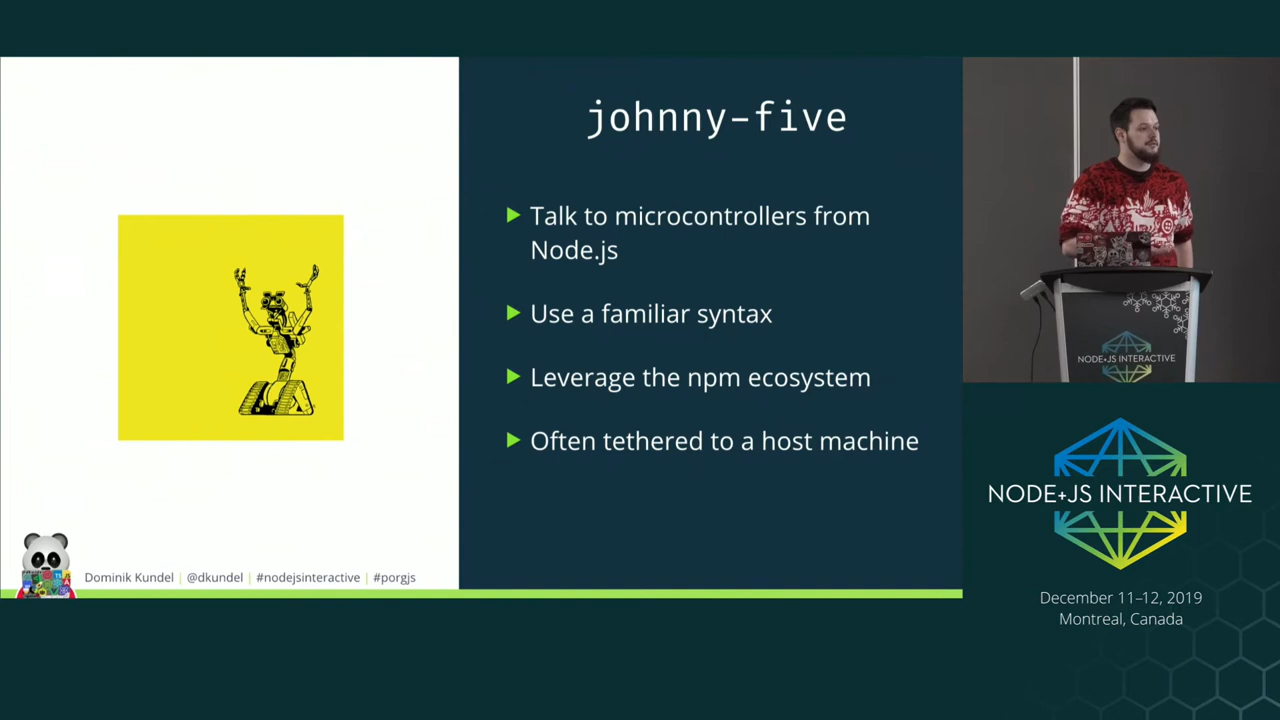 johnny-five
Talk to microcontrollers from
Node.js
Use a familiar syntax
Leverage the npm ecosystem
Often tethered to a host machine
Dominik Kundel | @dkundel | #nodejsinteractive | #porgjs
NODE+JS INTERACTIVE
NODE+JS INTERACTIVE
December 11–12, 2019
Montreal, Canada